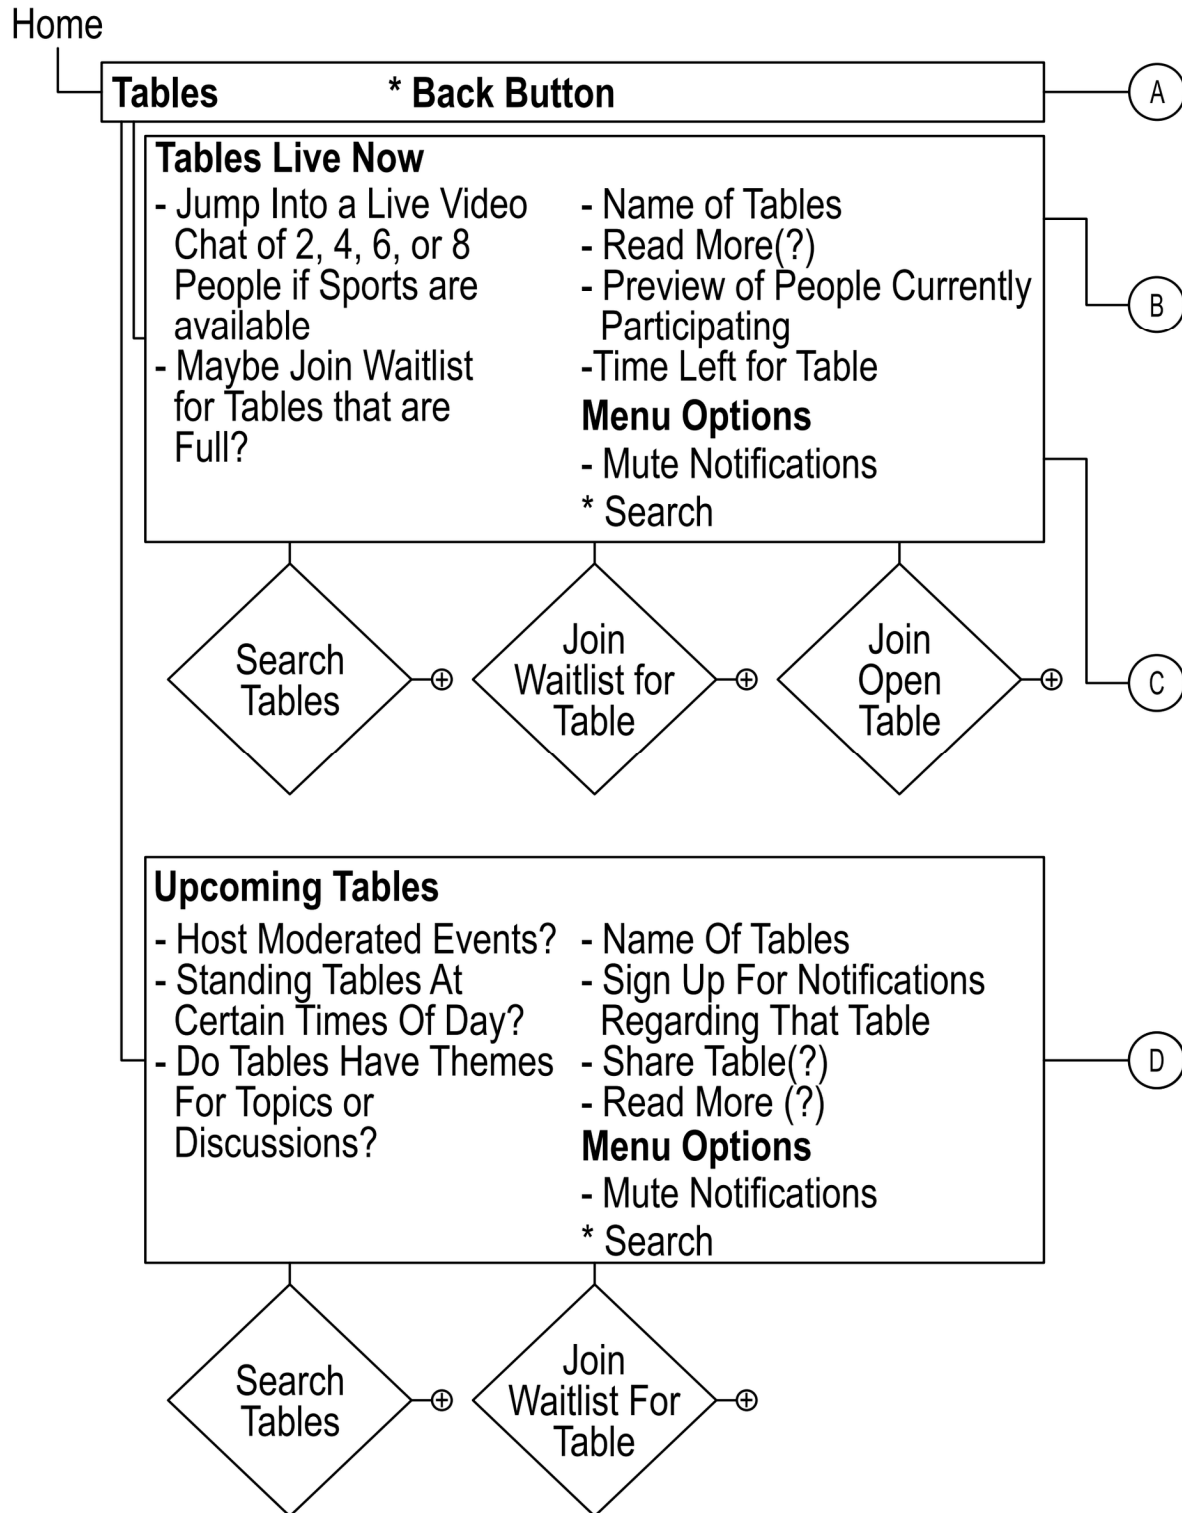 Home
Tables * Back Button
A
Tables Live Now
- Jump Into a Live Video
Chat of 2, 4, 6, or 8
People if Sports are
available
- Maybe Join Waitlist
for Tables that are
Full?
- Name of Tables
- Read More(?)
- Preview of People Currently
Participating
-Time Left for Table
Menu Options
- Mute Notifications
* Search
B
C
Search
Tables
Join
Waitlist for
Table
Join
Open
Table
Upcoming Tables
- Host Moderated Events?
- Standing Tables At
Certain Times Of Day?
- Do Tables Have Themes
For Topics or
Discussions?
- Name Of Tables
- Sign Up For Notifications
Regarding That Table
- Share Table(?)
- Read More (?)
Menu Options
- Mute Notifications
* Search
D
Search
Tables
Join
Waitlist For
Table